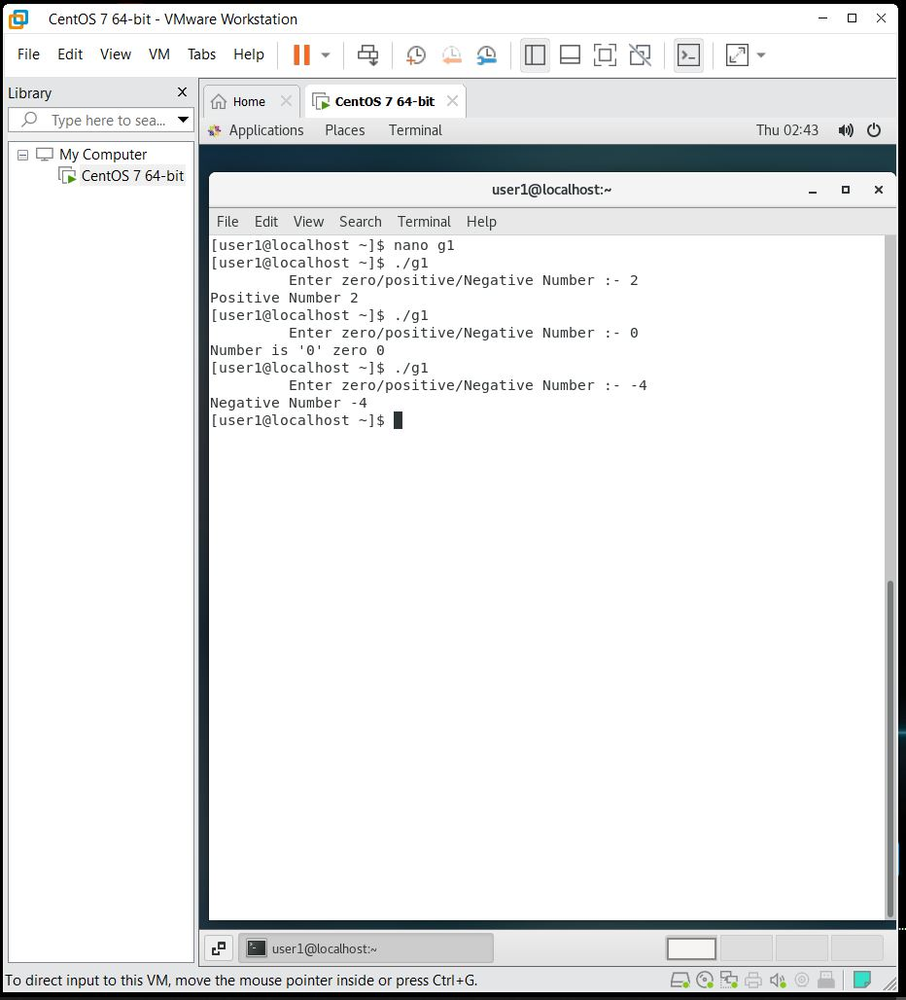 CentOS 7 64-bit - VMware Workstation
File Edit View VM Tabs Help
Library
Type here to sea...
My Computer
CentOS 7 64-bit
Home
CentOS 7 64-bit
Applications Places Terminal Thu 02:43
user1@localhost:~
File Edit View Search Terminal Help
[user1@localhost ~]$ nano g1
[user1@localhost ~]$ ./g1
Enter zero/positive/Negative Number :- 2
Positive Number 2
[user1@localhost ~]$ ./g1
Enter zero/positive/Negative Number :- 0
Number is '0' zero 0
[user1@localhost ~]$ ./g1
Enter zero/positive/Negative Number :- -4
Negative Number -4
[user1@localhost ~]$
user1@localhost:~
To direct input to this VM, move the mouse pointer inside or press Ctrl+G.